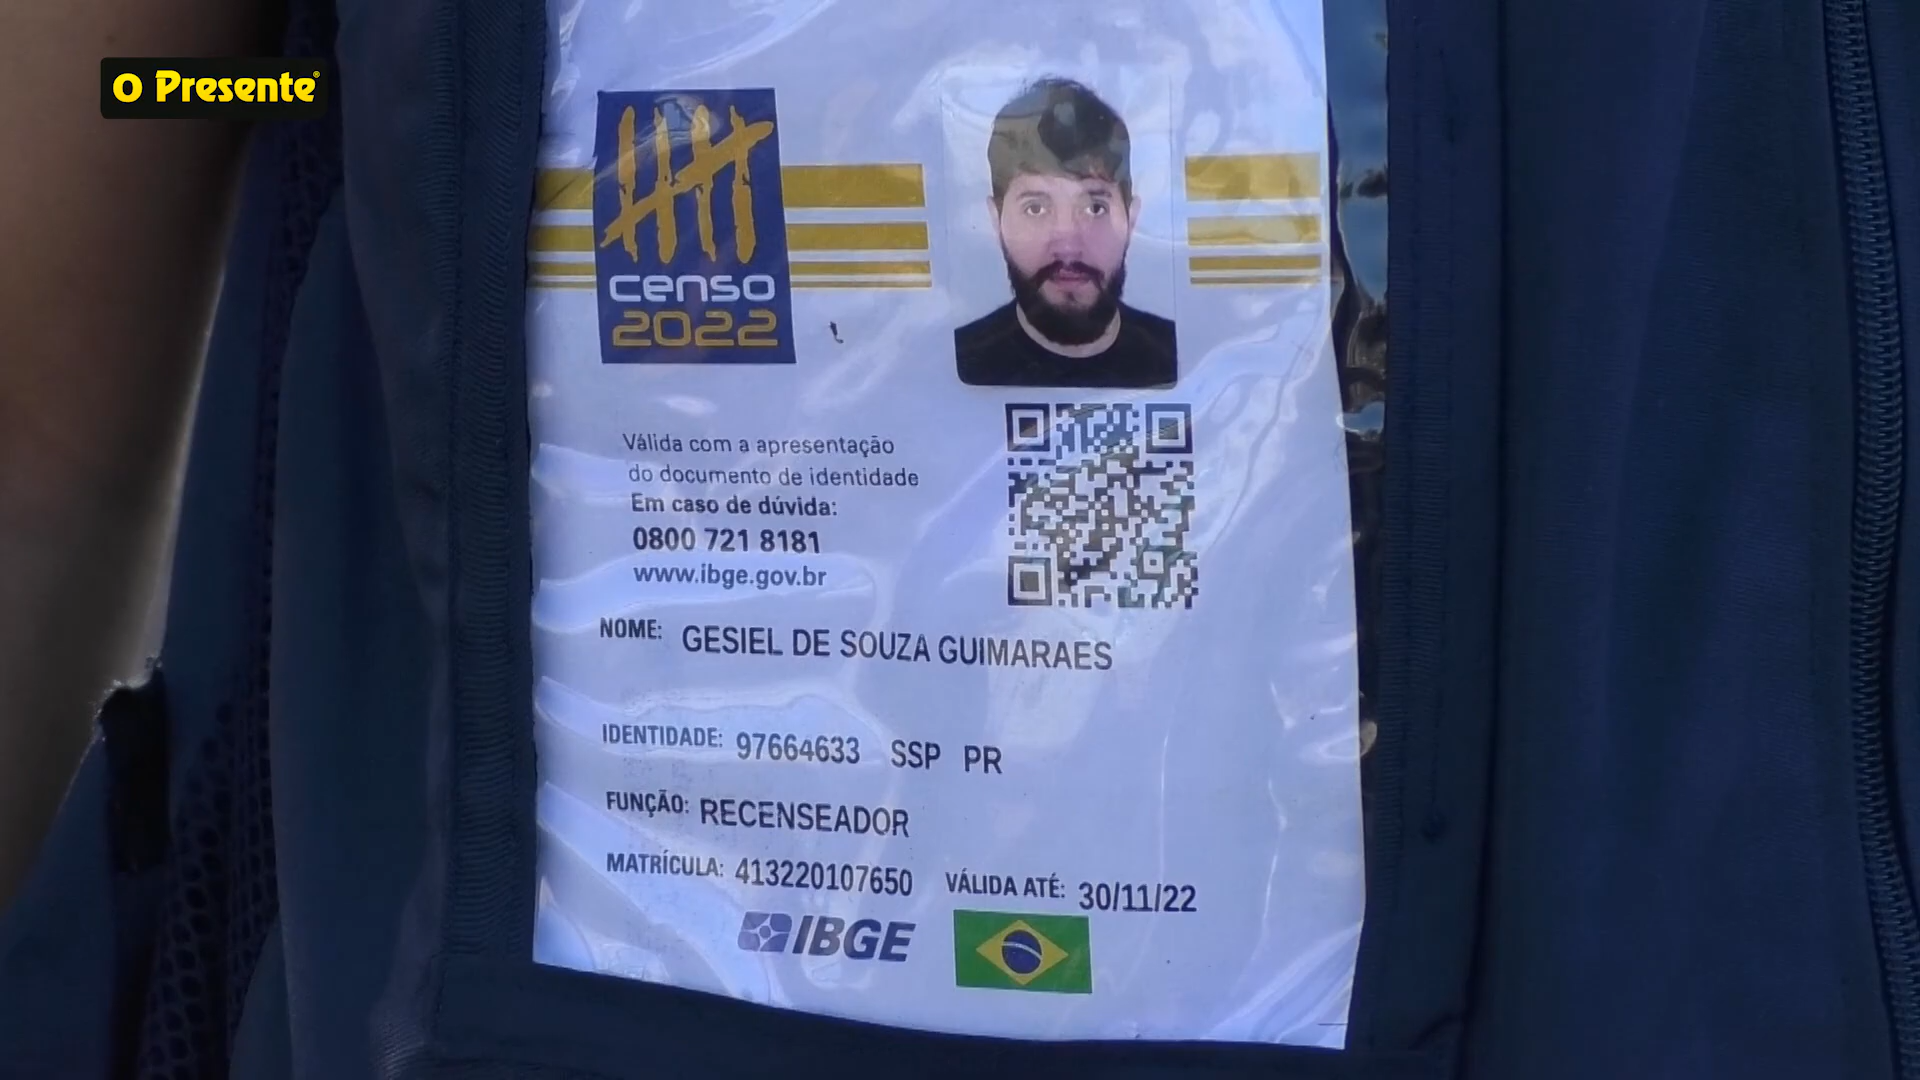 O Presente®
censo
2022
Válida com a apresentação
do documento de identidade
Em caso de dúvida:
0800 721 8181
www.ibge.gov.br
NOME: GESIEL DE SOUZA GUIMARAES
IDENTIDADE: 97664633 SSP PR
FUNÇÃO: RECENSEADOR
MATRÍCULA: 413220107650 VÁLIDA ATÉ: 30/11/22
IBGE